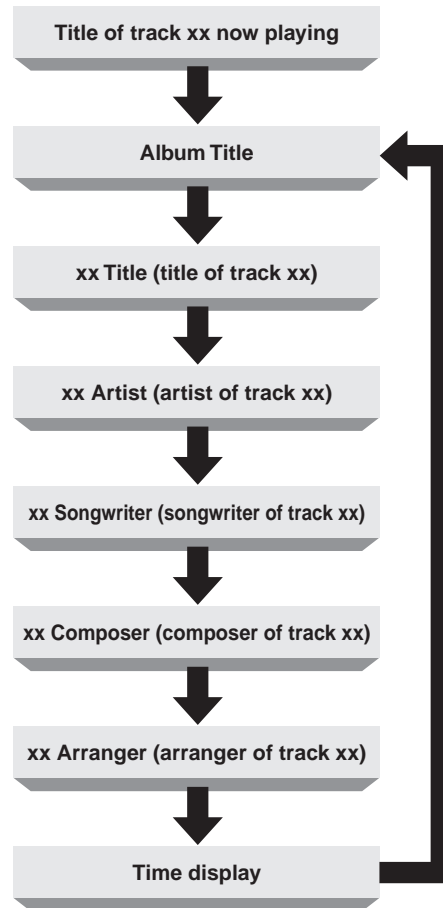 Title of track xx now playing
Album Title
xx Title (title of track xx)
xx Artist (artist of track xx)
xx Songwriter (songwriter of track xx)
xx Composer (composer of track xx)
xx Arranger (arranger of track xx)
Time display